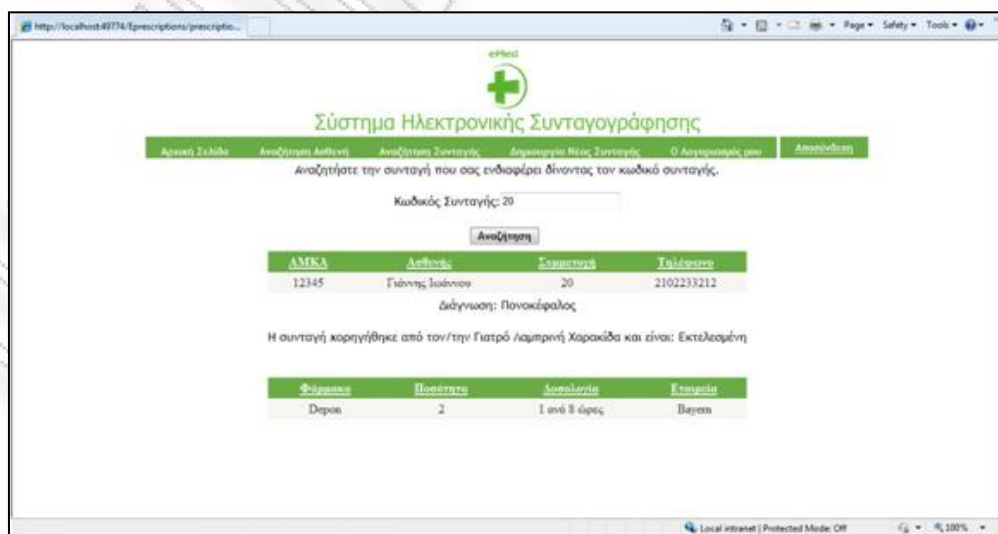 http://localhost:49774/Eprescriptions/prescriptio...
Page Safety Tools
eMed
Σύστημα Ηλεκτρονικής Συνταγογράφησης
Αρχική Σελίδα Αναζήτηση Ασθενή Αναζήτηση Συνταγής Δημιουργία Νέας Συνταγής Ο Λογαριασμός μου Αποσύνδεση
Αναζητήστε την συνταγή που σας ενδιαφέρει δίνοντας τον κωδικό συνταγής.
Κωδικός Συνταγής: 20
Αναζήτηση
ΑΜΚΑ Ασθενής Συμμετοχή Τηλέφωνο
12345 Γιάννης Ιωάννου 20 2102233212
Διάγνωση: Πονοκέφαλος
Η συνταγή χορηγήθηκε από τον/την Γιατρό Λαμπρινή Χαρακίδα και είναι: Εκτελεσμένη
Φάρμακο Ποσότητα Δοσολογία Εταιρεία
Depon 2 1 ανά 8 ώρες Bayern
Local intranet | Protected Mode: Off 100%